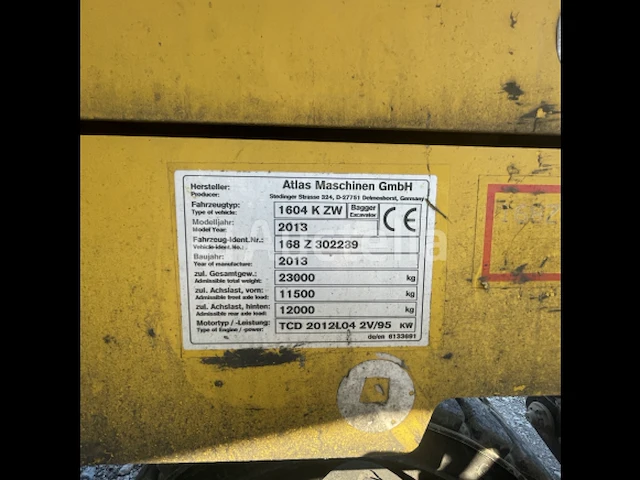 Hersteller:
Producer:
Atlas Maschinen GmbH
Stedinger Strasse 324, D-27751 Delmenhorst, Germany
Fahrzeugtyp:
Type of vehicle:
1604 K ZW
Bagger
Excavator
CE
Modelljahr:
Model Year:
2013
Fahrzeug-Ident.Nr.:
Vehicle-Ident. No.:
168 Z 302239
Baujahr:
Year of manufacture:
2013
zul. Gesamtgew.:
Admissible total weight:
23000 kg
zul. Achslast, vorn:
Admissible front axle load:
11500 kg
zul. Achslast, hinten:
Admissible rear axle load:
12000 kg
Motortyp / -Leistung:
Type of Engine / -power:
TCD 2012L04 2V/95 KW
de/en 6133891